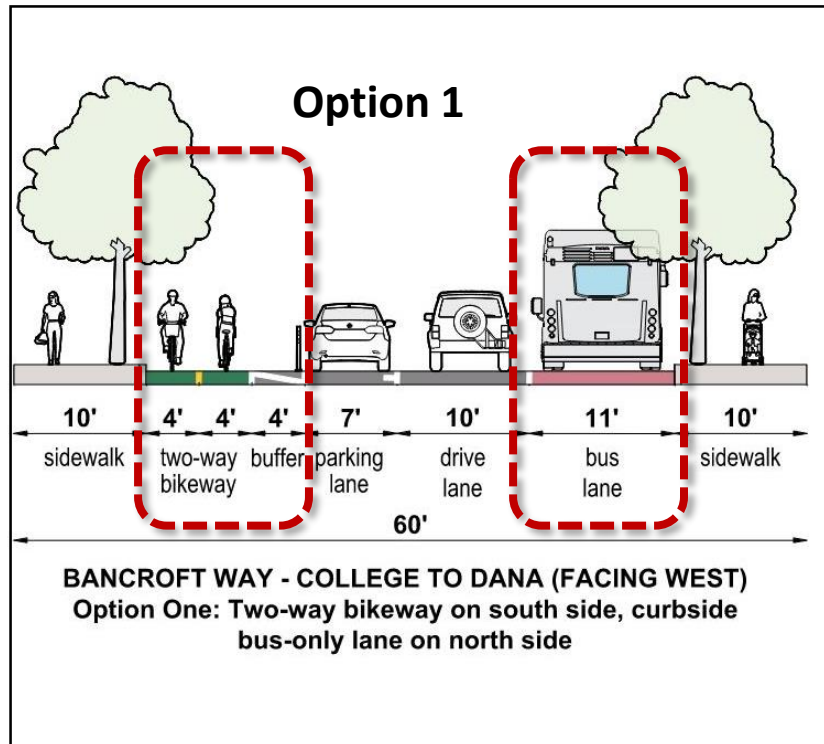 Option 1
10' 4' 4' 4' 7' 10' 11' 10'
sidewalk two-way buffer parking drive bus sidewalk
bikeway lane lane lane
60'
BANCROFT WAY - COLLEGE TO DANA (FACING WEST)
Option One: Two-way bikeway on south side, curbside
bus-only lane on north side